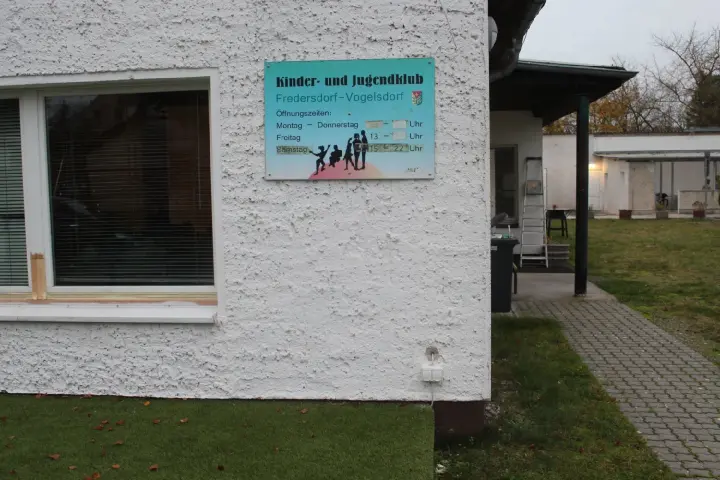 Kinder- und Jugendklub
Fredersdorf-Vogelsdorf
Öffnungszeiten:
Montag - Donnerstag Uhr
Freitag 13 - Uhr
Uhr